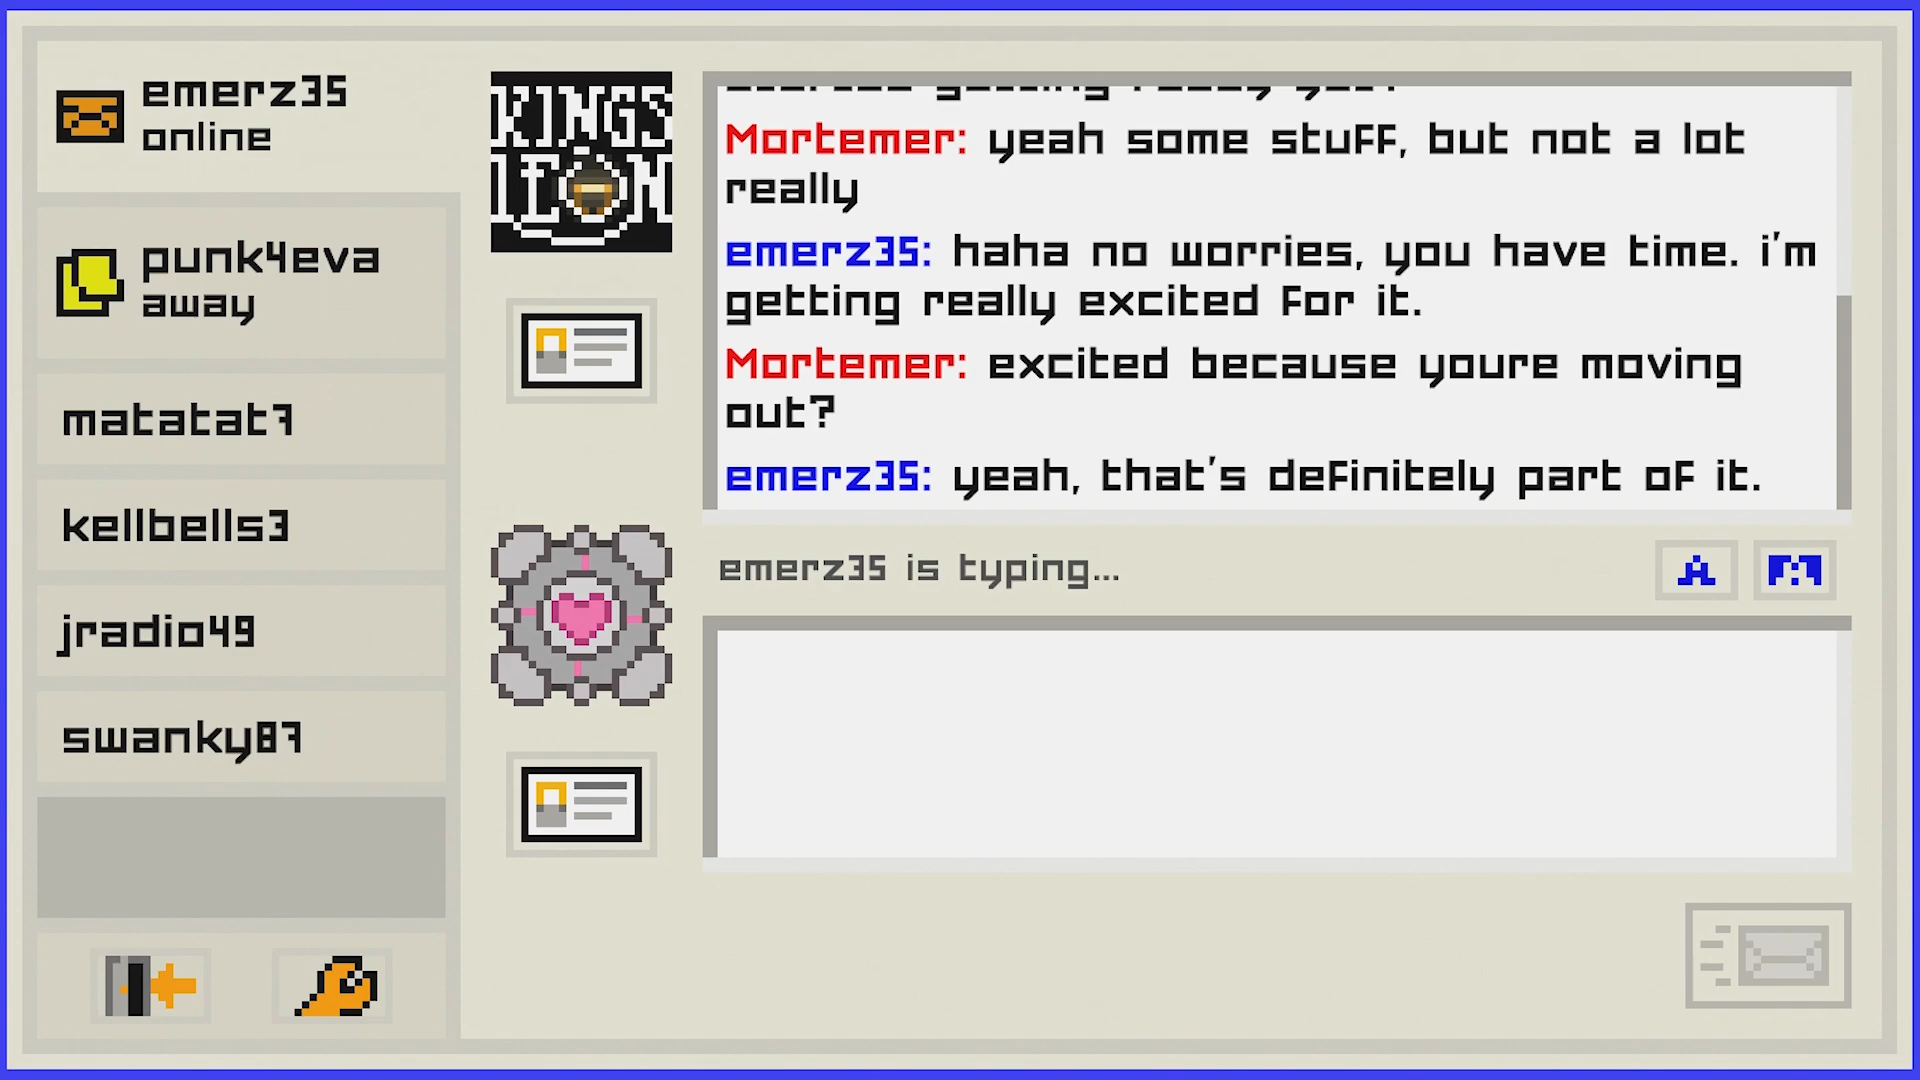 emerz35
online
punk4eva
away
matatat7
kellbells3
jradio49
swanky87
KINGS
Mortemer: yeah some stuff, but not a lot
really
emerz35: haha no worries, you have time. i'm
getting really excited for it.
Mortemer: excited because youre moving
out?
emerz35: yeah, that's definitely part of it.
emerz35 is typing...
A